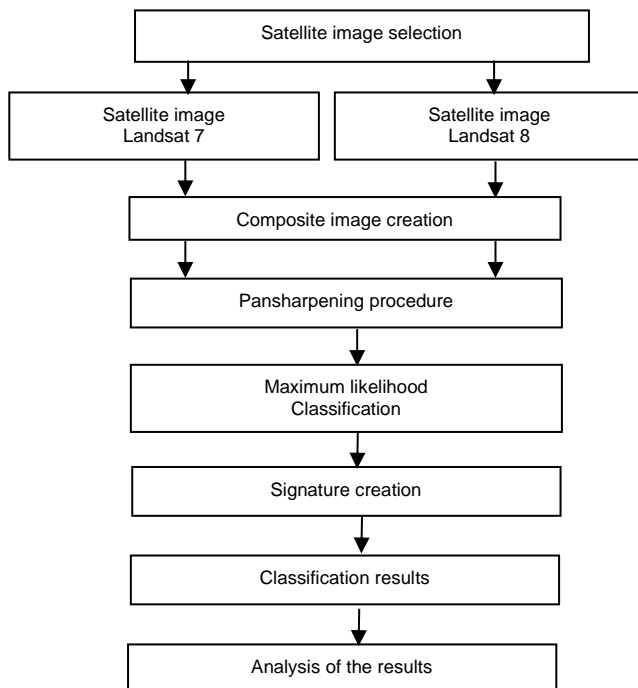 Satellite image selection
Satellite image
Landsat 7
Satellite image
Landsat 8
Composite image creation
Pansharpening procedure
Maximum likelihood
Classification
Signature creation
Classification results
Analysis of the results